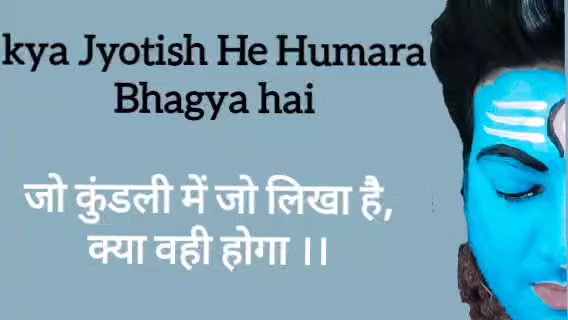 kya Jyotish He Humara
Bhagya hai
जो कुंडली में जो लिखा है,
क्या वही होगा ।।